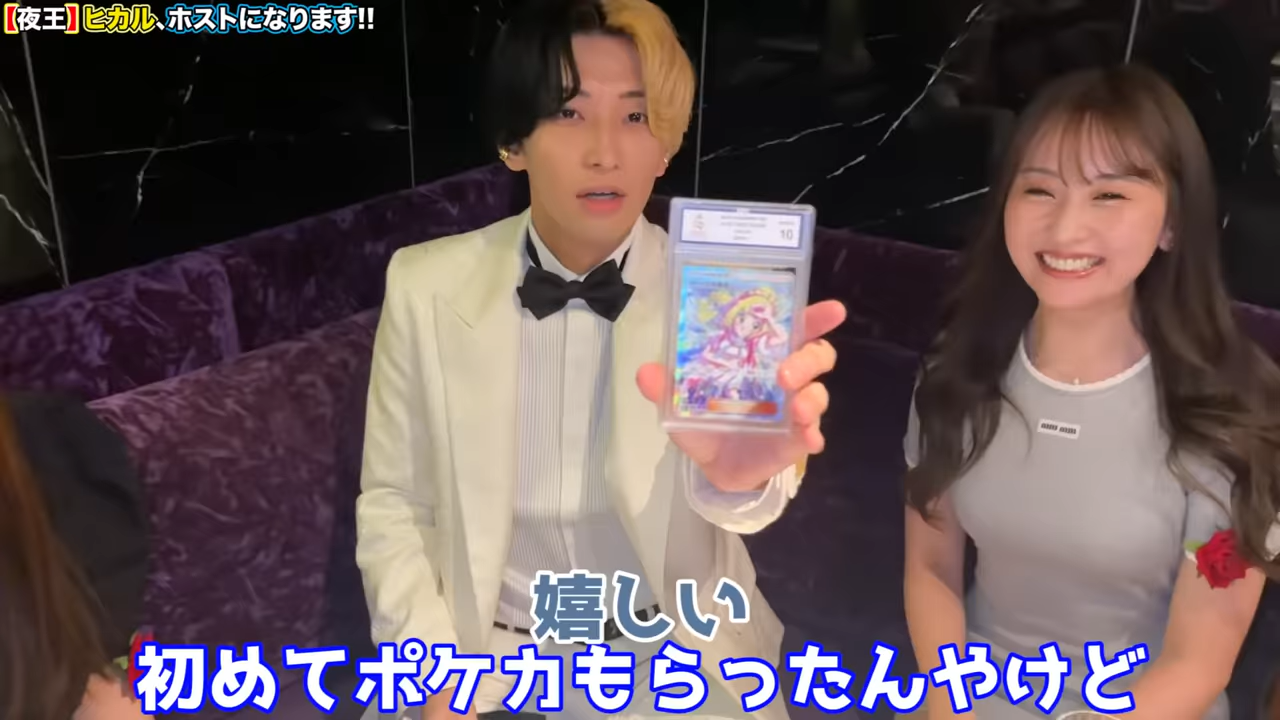 【夜王】ヒカル、ホストになります!!
10
嬉しい
初めてポケカもらったんやけど